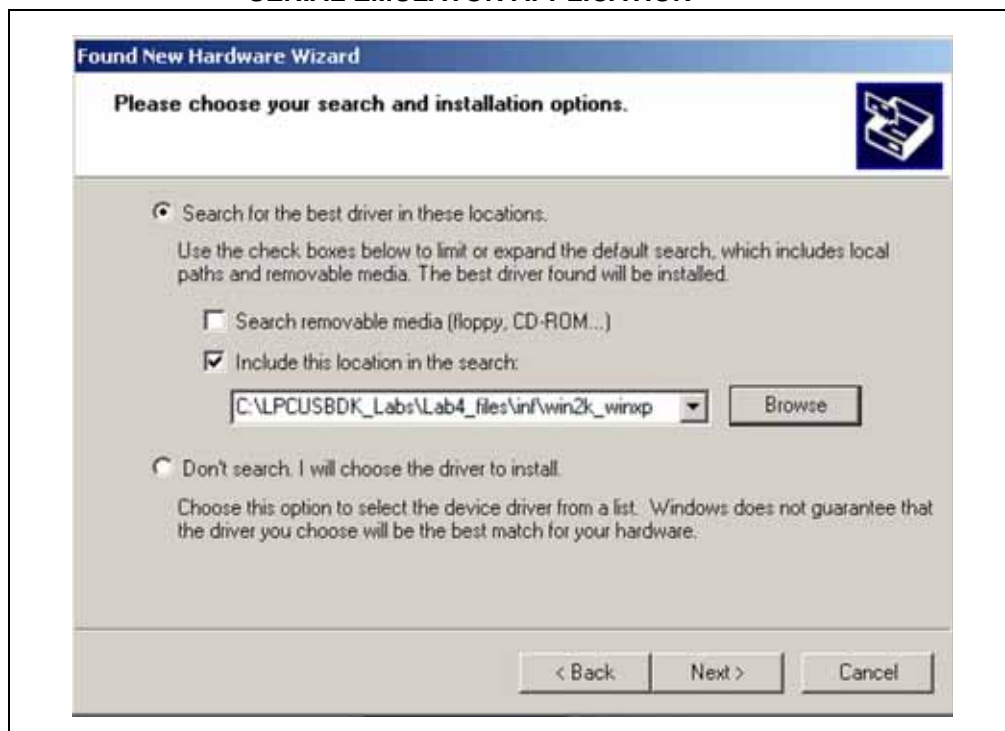 SERIAL EMULATOR APPLICATION
Found New Hardware Wizard
Please choose your search and installation options.
Search for the best driver in these locations.
Use the check boxes below to limit or expand the default search, which includes local
paths and removable media. The best driver found will be installed.
Search removable media (floppy, CD-ROM...)
Include this location in the search:
C:\LPCUSBDK_Labs\Lab4_files\inf\win2k_winxp
Browse
Don't search. I will choose the driver to install.
Choose this option to select the device driver from a list. Windows does not guarantee that
the driver you choose will be the best match for your hardware.
< Back Next > Cancel